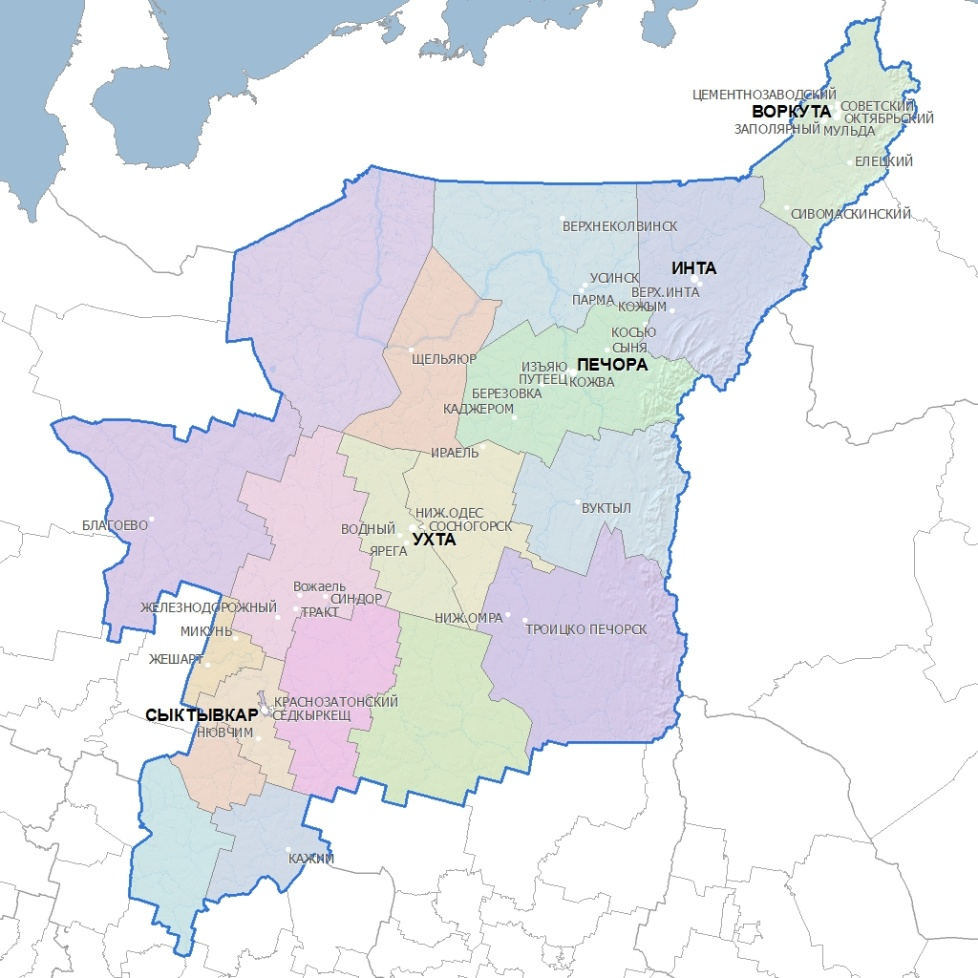 ЦЕМЕНТНОЗАВОДСКИЙ
СОВЕТСКИЙ
ВОРКУТА
ОКТЯБРЬСКИЙ
ЗАПОЛЯРНЫЙ
МУЛЬДА
ЕЛЕЦКИЙ
СИВОМАСКИНСКИЙ
ВЕРХНЕКОЛВИНСК
ИНТА
УСИНСК
ВЕРХ.ИНТА
ПАРМА
КОЖЫМ
КОСЬЮ
СЫНЯ
ЩЕЛЬЯЮР
ИЗЪЯЮ
ПЕЧОРА
ПУТЕЕЦ
КОЖВА
БЕРЕЗОВКА
КАДЖЕРОМ
ИРАЕЛЬ
ВУКТЫЛ
НИЖ.ОДЕС
БЛАГОЕВО
ВОДНЫЙ
СОСНОГОРСК
УХТА
ЯРЕГА
Вожаель
СИНДОР
ЖЕЛЕЗНОДОРОЖНЫЙ
ТРАКТ
НИЖ.ОМРА
МИКУНЬ
ТРОИЦКО ПЕЧОРСК
ЖЕШАРТ
КРАСНОЗАТОНСКИЙ
СЫКТЫВКАР
СЕДКЫРКЕЩ
НЮВЧИМ
КАЖИМ